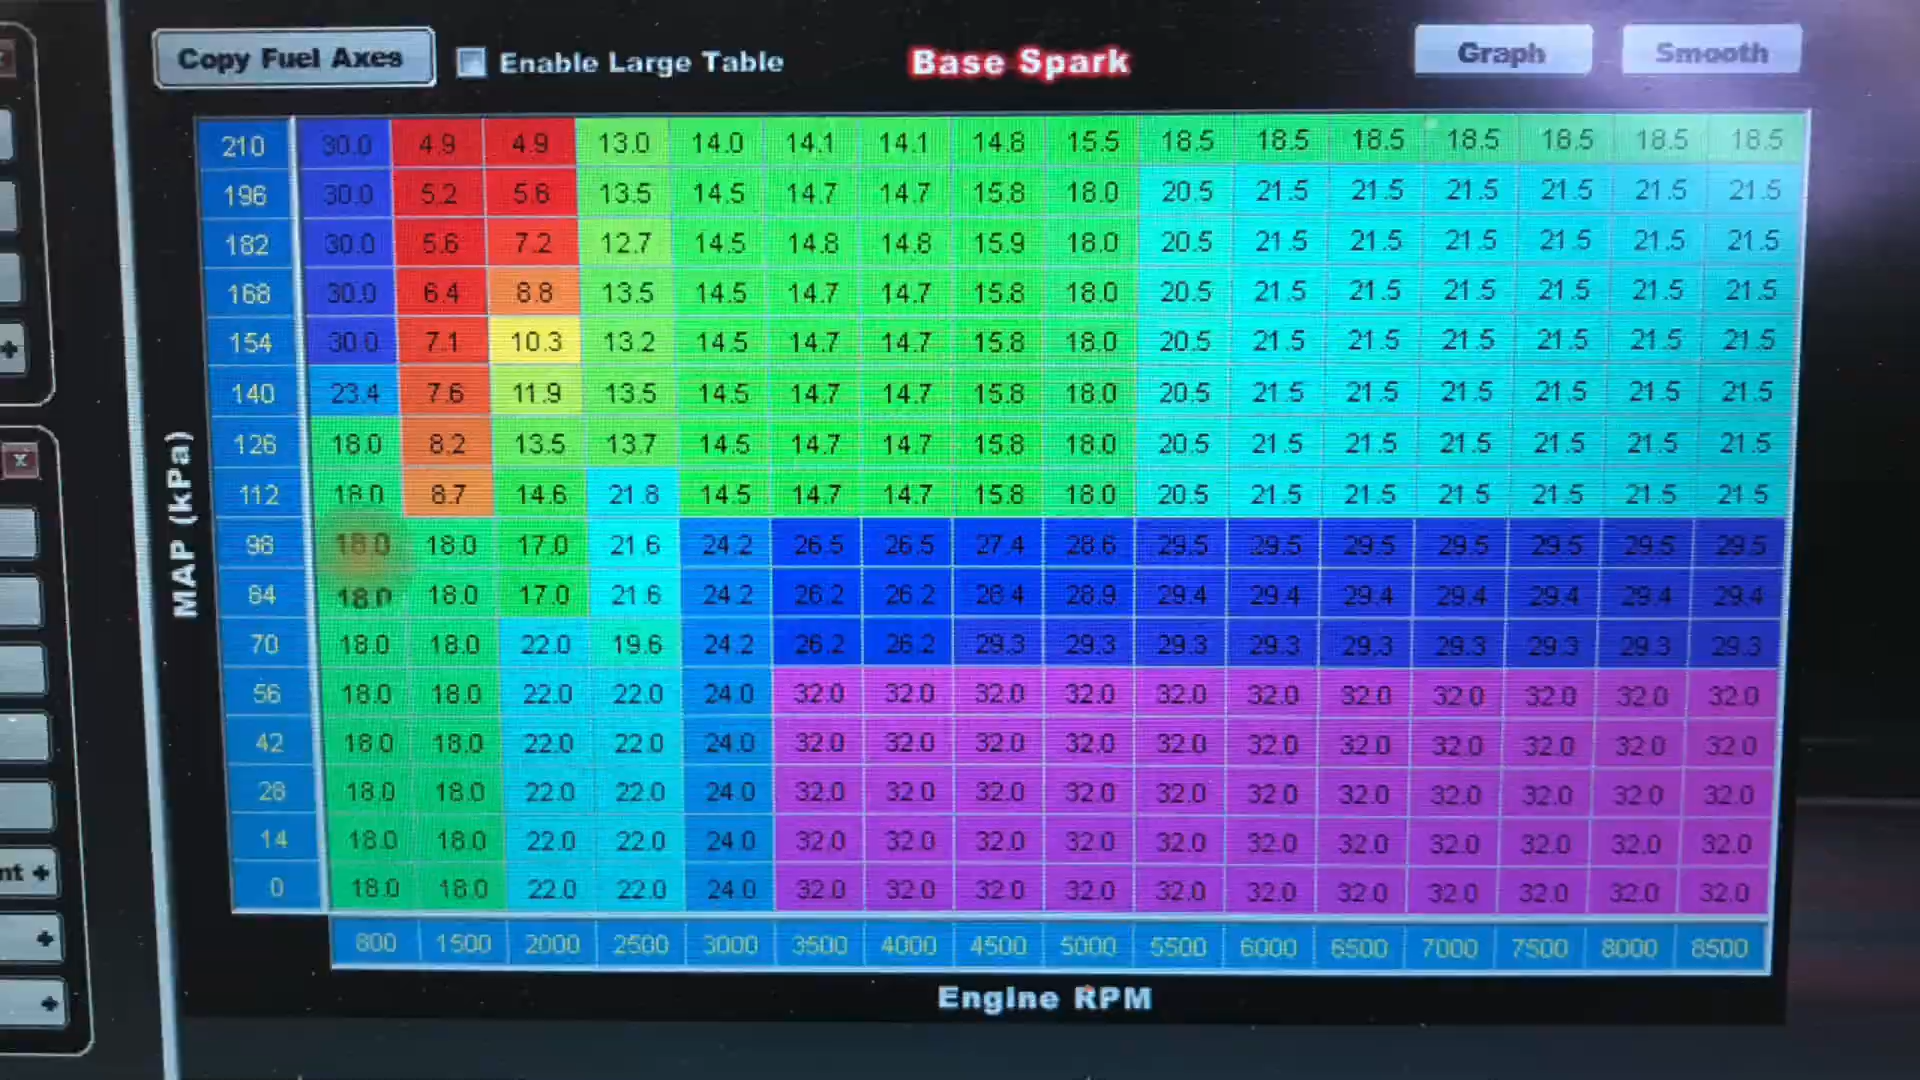 Copy Fuel Axes Enable Large Table Base Spark Graph Smooth
210 30.0 4.9 4.9 13.0 14.0 14.1 14.1 14.8 15.5 18.5 18.5 18.5 18.5 18.5 18.5 18.5
196 30.0 5.2 5.6 13.5 14.5 14.7 14.7 15.8 18.0 20.5 21.5 21.5 21.5 21.5 21.5 21.5
182 30.0 5.6 7.2 12.7 14.5 14.8 14.8 15.9 18.0 20.5 21.5 21.5 21.5 21.5 21.5 21.5
168 30.0 6.4 8.8 13.5 14.5 14.7 14.7 15.8 18.0 20.5 21.5 21.5 21.5 21.5 21.5 21.5
154 30.0 7.1 10.3 13.2 14.5 14.7 14.7 15.8 18.0 20.5 21.5 21.5 21.5 21.5 21.5 21.5
140 23.4 7.6 11.9 13.5 14.5 14.7 14.7 15.8 18.0 20.5 21.5 21.5 21.5 21.5 21.5 21.5
126 18.0 8.2 13.5 13.7 14.5 14.7 14.7 15.8 18.0 20.5 21.5 21.5 21.5 21.5 21.5 21.5
112 18.0 8.7 14.6 21.8 14.5 14.7 14.7 15.8 18.0 20.5 21.5 21.5 21.5 21.5 21.5 21.5
98 18.0 18.0 17.0 21.6 24.2 26.5 26.5 27.4 28.6 29.5 29.5 29.5 29.5 29.5 29.5 29.5
84 18.0 18.0 17.0 21.6 24.2 26.2 26.2 28.4 28.9 29.4 29.4 29.4 29.4 29.4 29.4 29.4
70 18.0 18.0 22.0 19.6 24.2 26.2 26.2 29.3 29.3 29.3 29.3 29.3 29.3 29.3 29.3 29.3
56 18.0 18.0 22.0 22.0 24.0 32.0 32.0 32.0 32.0 32.0 32.0 32.0 32.0 32.0 32.0 32.0
42 18.0 18.0 22.0 22.0 24.0 32.0 32.0 32.0 32.0 32.0 32.0 32.0 32.0 32.0 32.0 32.0
28 18.0 18.0 22.0 22.0 24.0 32.0 32.0 32.0 32.0 32.0 32.0 32.0 32.0 32.0 32.0 32.0
14 18.0 18.0 22.0 22.0 24.0 32.0 32.0 32.0 32.0 32.0 32.0 32.0 32.0 32.0 32.0 32.0
0 18.0 18.0 22.0 22.0 24.0 32.0 32.0 32.0 32.0 32.0 32.0 32.0 32.0 32.0 32.0 32.0
800 1500 2000 2500 3000 3500 4000 4500 5000 5500 6000 6500 7000 7500 8000 8500
MAP (kPa)
Engine RPM
nt +